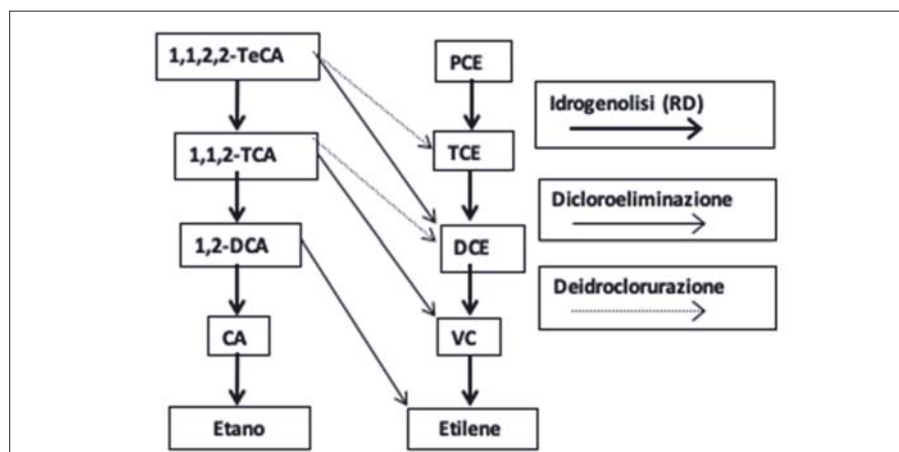 1,1,2,2-TeCA
PCE
Idrogenolisi (RD)
1,1,2-TCA
TCE
Dicloroeliminazione
1,2-DCA
DCE
Deidroclorurazione
CA
VC
Etano
Etilene